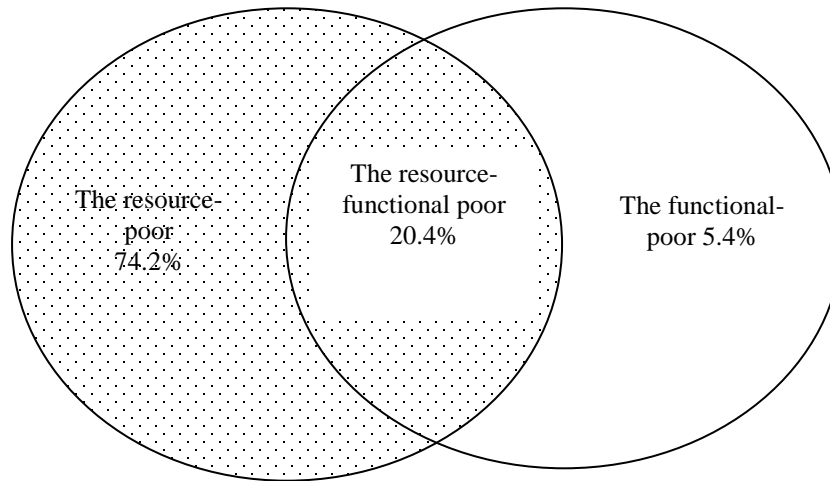 The resource-
poor
74.2%
The resource-
functional poor
20.4%
The functional-
poor 5.4%